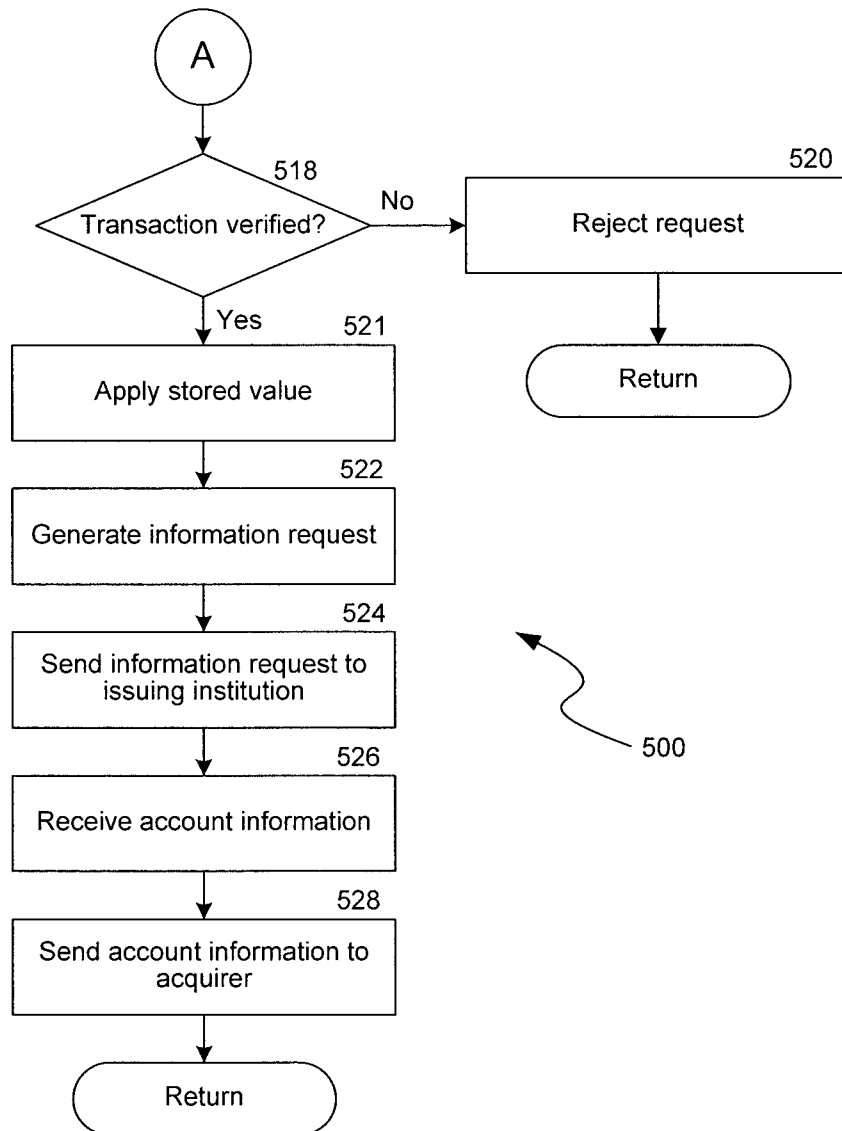 A
518
Transaction verified?
No
520
Reject request
Return
Yes
521
Apply stored value
522
Generate information request
524
Send information request to
issuing institution
500
526
Receive account information
528
Send account information to
acquirer
Return